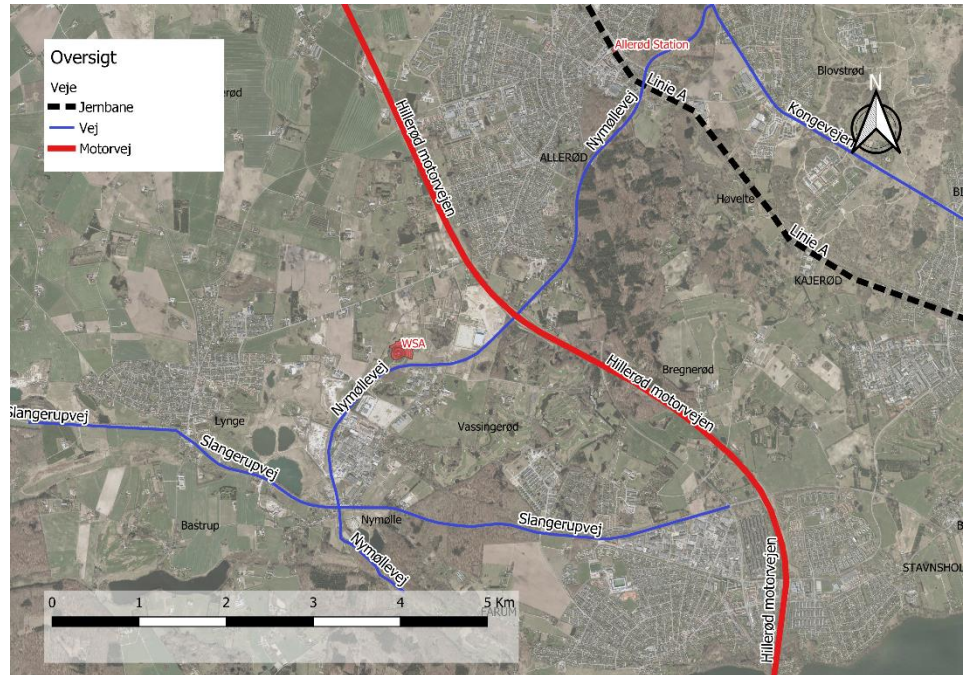 Oversigt
Veje
Jernbane
Vej
Motorvej
Allerød Station
Blovstrød
N
Linie A
Kongevejen
Hillerød motorvejen
Nymøllevej
ALLERØD
Høvelte
Linie A
KAJERØD
WSA
Nymøllevej
Hillerød motorvejen
Bregnerød
Slangerupvej
Lynge
Vassingerød
Slangerupvej
Bastrup
Nymølle
Slangerupvej
Nymøllevej
Hillerød motorvejen
STAVNSHOL
0 1 2 3 4 5 Km
FARUM